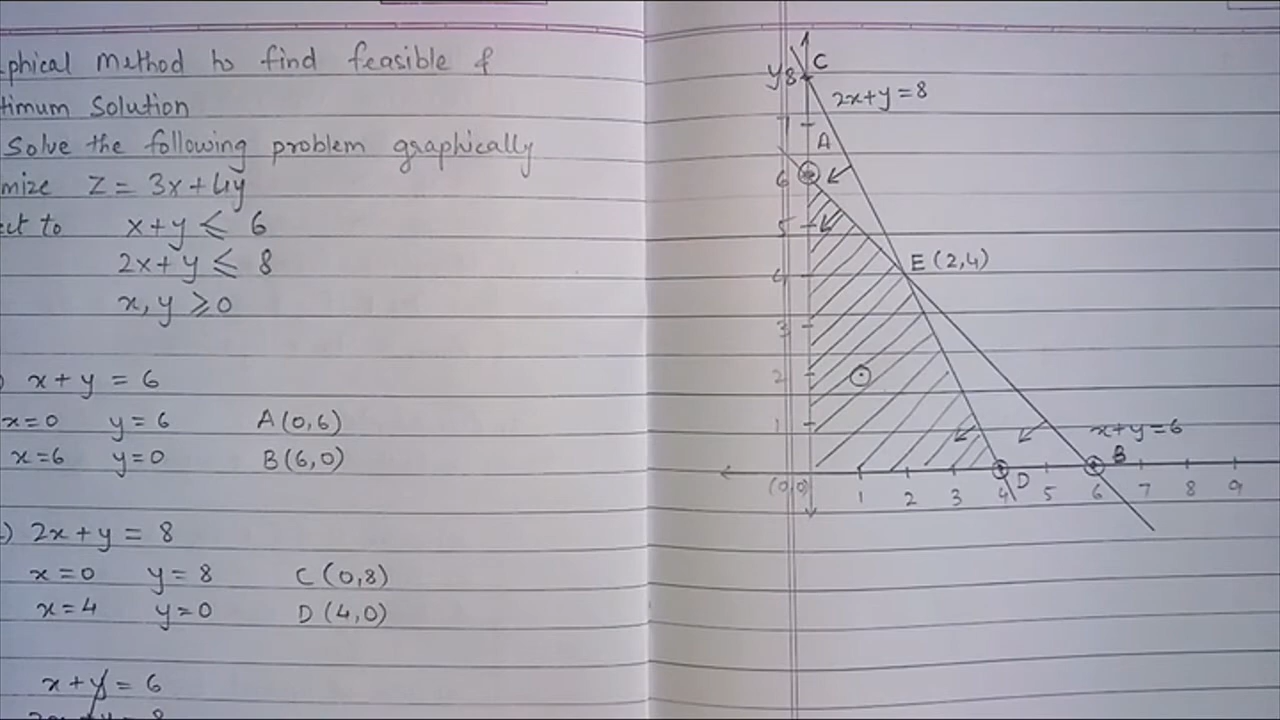 phical method to find feasible &
timum Solution
Solve the following problem graphically
mize Z = 3x+4y
ect to x+y ≤ 6
2x+y ≤ 8
x, y ≥ 0
) x+y = 6
x=0 y=6 A(0,6)
x=6 y=0 B(6,0)
) 2x+y = 8
x=0 y=8 C(0,8)
x=4 y=0 D(4,0)
x+y = 6
2x+y = 8
y 8 C
2x+y=8
7
A
6
5
E(2,4)
4
3
2
1
x+y=6
B
(0,0) 1 2 3 4 D 5 6 7 8 9